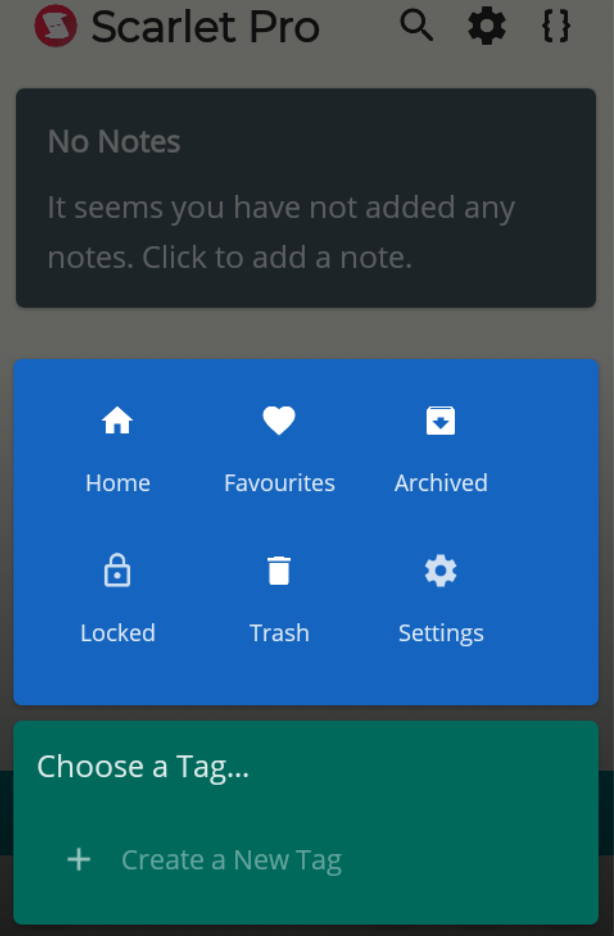 Scarlet Pro
No Notes
It seems you have not added any
notes. Click to add a note.
Home Favourites Archived
Locked Trash Settings
Choose a Tag...
Create a New Tag